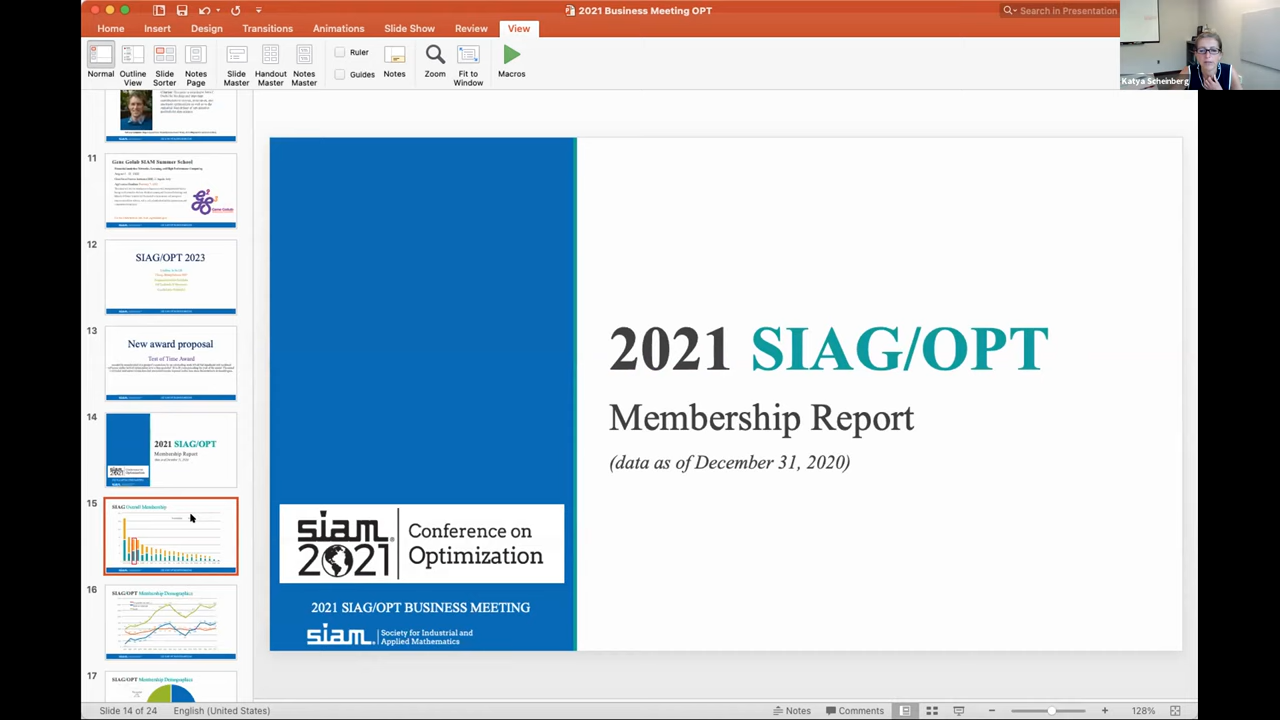 2021 Business Meeting OPT
Search in Presentation
Home Insert Design Transitions Animations Slide Show Review View
Ruler
Guides
Normal Outline View Slide Sorter Notes Page Slide Master Handout Master Notes Master Notes Zoom Fit to Window Macros
Katya Scheinberg
11
Gene Golub SIAM Summer School
12
SIAG/OPT 2023
13
New award proposal
Test of Time Award
14
2021 SIAG/OPT
Membership Report
15
SIAG Overall Membership
16
SIAG/OPT Membership Demographics
17
SIAG/OPT Membership Demographics
2021 SIAG/OPT
Membership Report
(data as of December 31, 2020)
siam. 2021
Conference on
Optimization
2021 SIAG/OPT BUSINESS MEETING
siam. Society for Industrial and
Applied Mathematics
Slide 14 of 24 English (United States) Notes Comments 128%